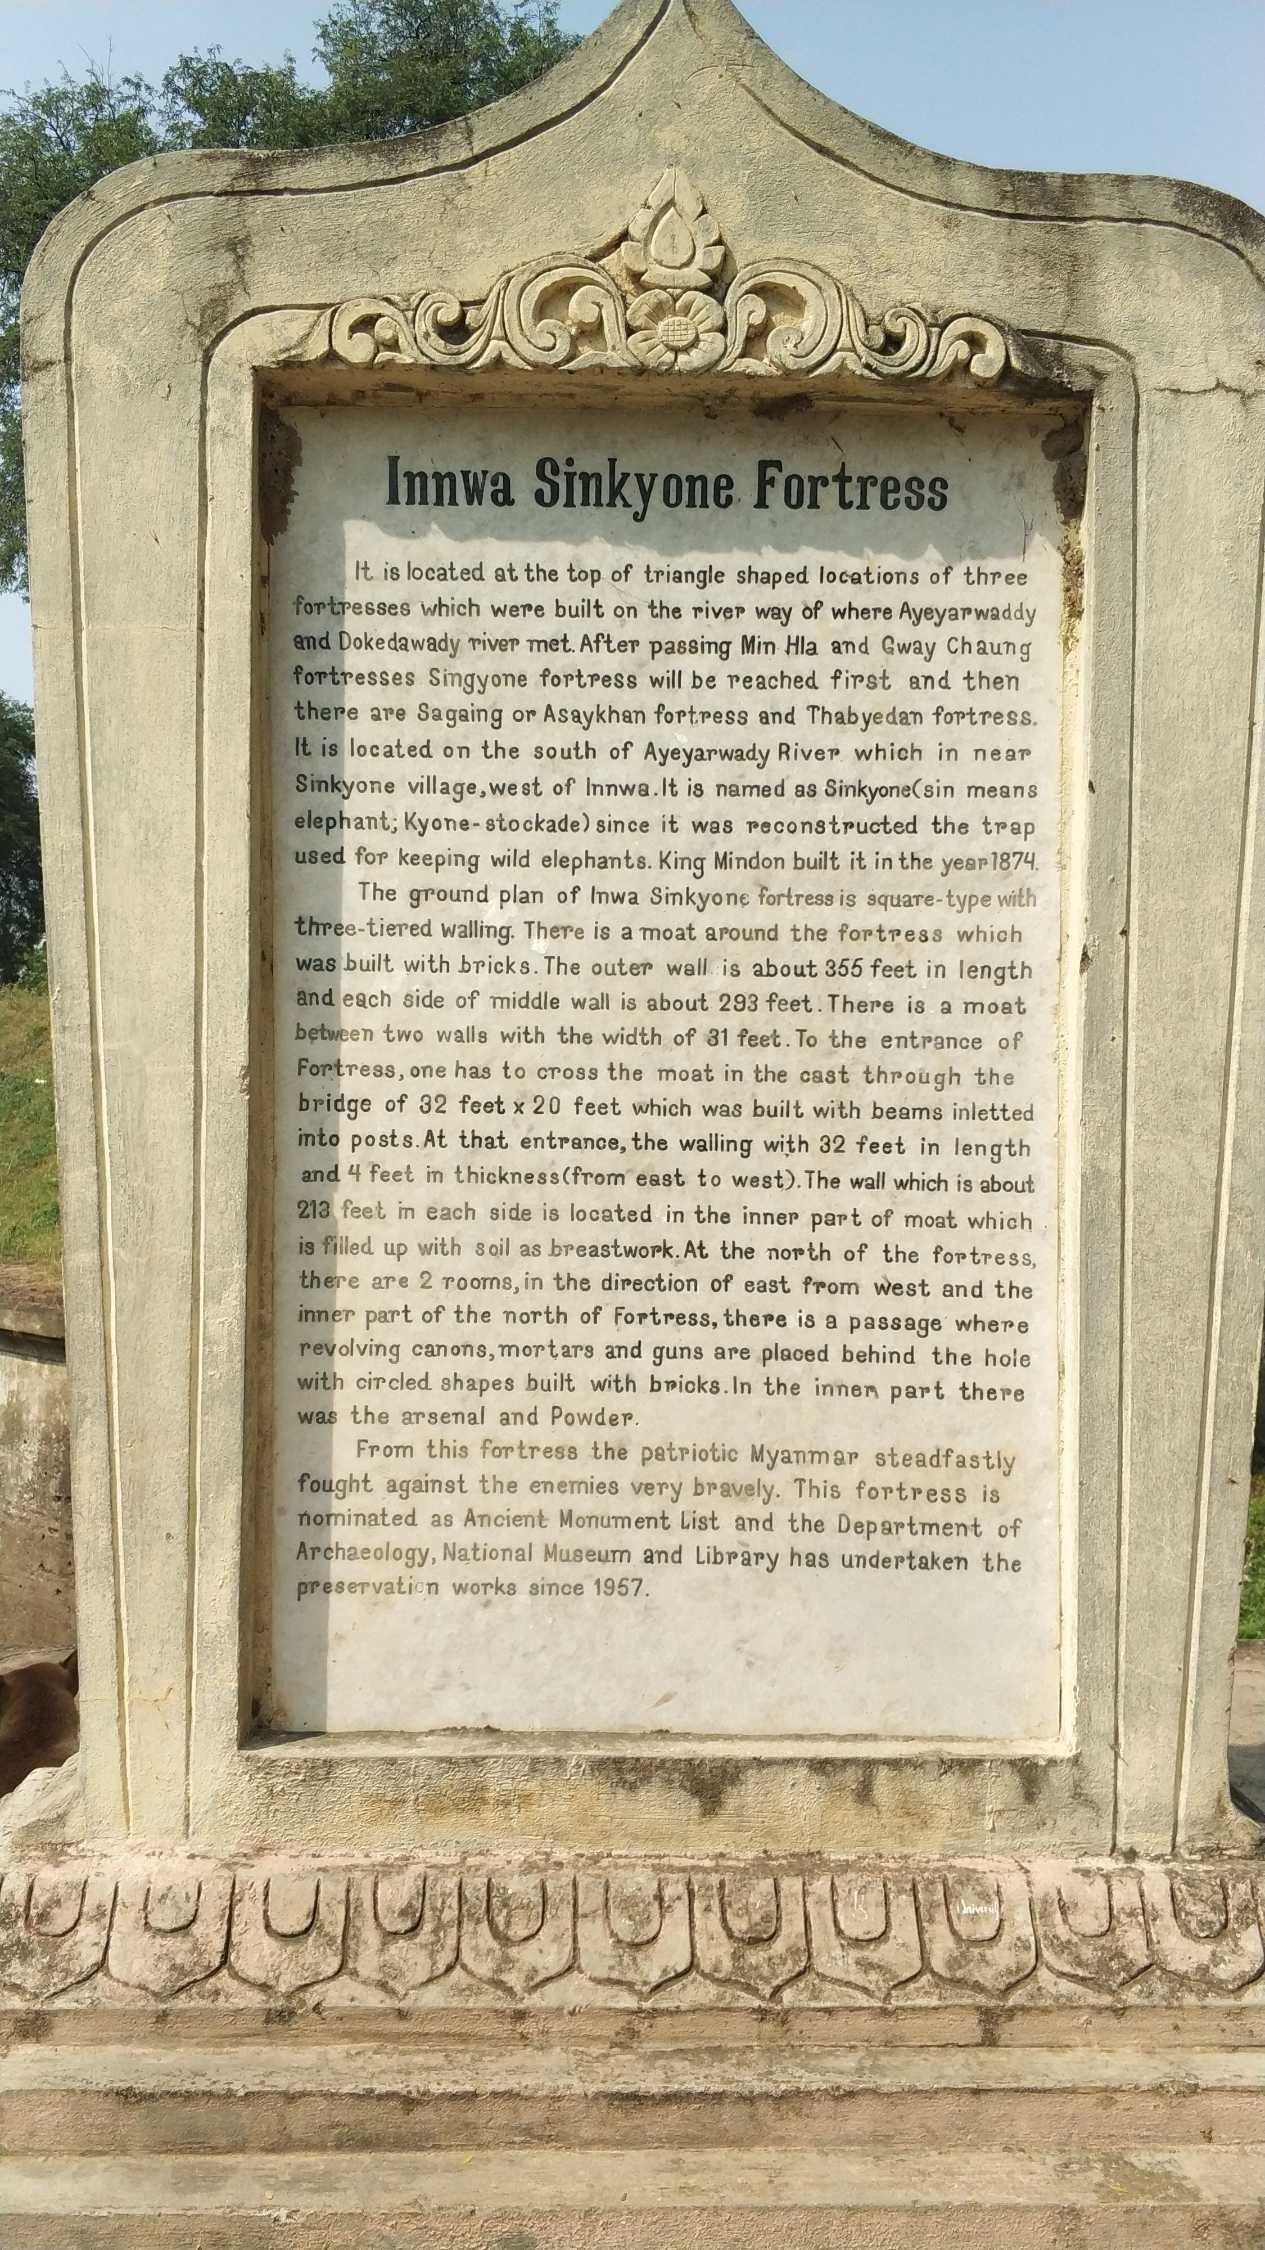 Innwa Sinkyone Fortress
It is located at the top of triangle shaped locations of three
fortresses which were built on the river way of where Ayeyarwaddy
and Dokedawady river met. After passing Min Hla and Gway Chaung
fortresses Singyone fortress will be reached first and then
there are Sagaing or Asaykhan fortress and Thabyedan fortress.
It is located on the south of Ayeyarwady River which in near
Sinkyone village,west of Innwa.It is named as Sinkyone(sin means
elephant; Kyone-stockade) since it was reconstructed the trap
used for keeping wild elephants. King Mindon built it in the year1874.
The ground plan of Inwa Sinkyone fortress is square-type with
three-tiered walling. There is a moat around the fortress which
was built with bricks. The outer wall is about 355 feet in length
and each side of middle wall is about 293 feet. There is a moat
between two walls with the width of 31 feet. To the entrance of
Fortress, one has to cross the moat in the cast through the
bridge of 32 feet x 20 feet which was built with beams inletted
into posts. At that entrance, the walling with 32 feet in length
and 4 feet in thickness(from east to west). The wall which is about
213 feet in each side is located in the inner part of moat which
is filled up with soil as breastwork. At the north of the fortress,
there are 2 rooms, in the direction of east from west and the
inner part of the north of Fortress, there is a passage where
revolving canons, mortars and guns are placed behind the hole
with circled shapes built with bricks. In the inner part there
was the arsenal and Powder.
From this fortress the patriotic Myanmar steadfastly
fought against the enemies very bravely. This fortress is
nominated as Ancient Monument List and the Department of
Archaeology, National Museum and Library has undertaken the
preservation works since 1957.